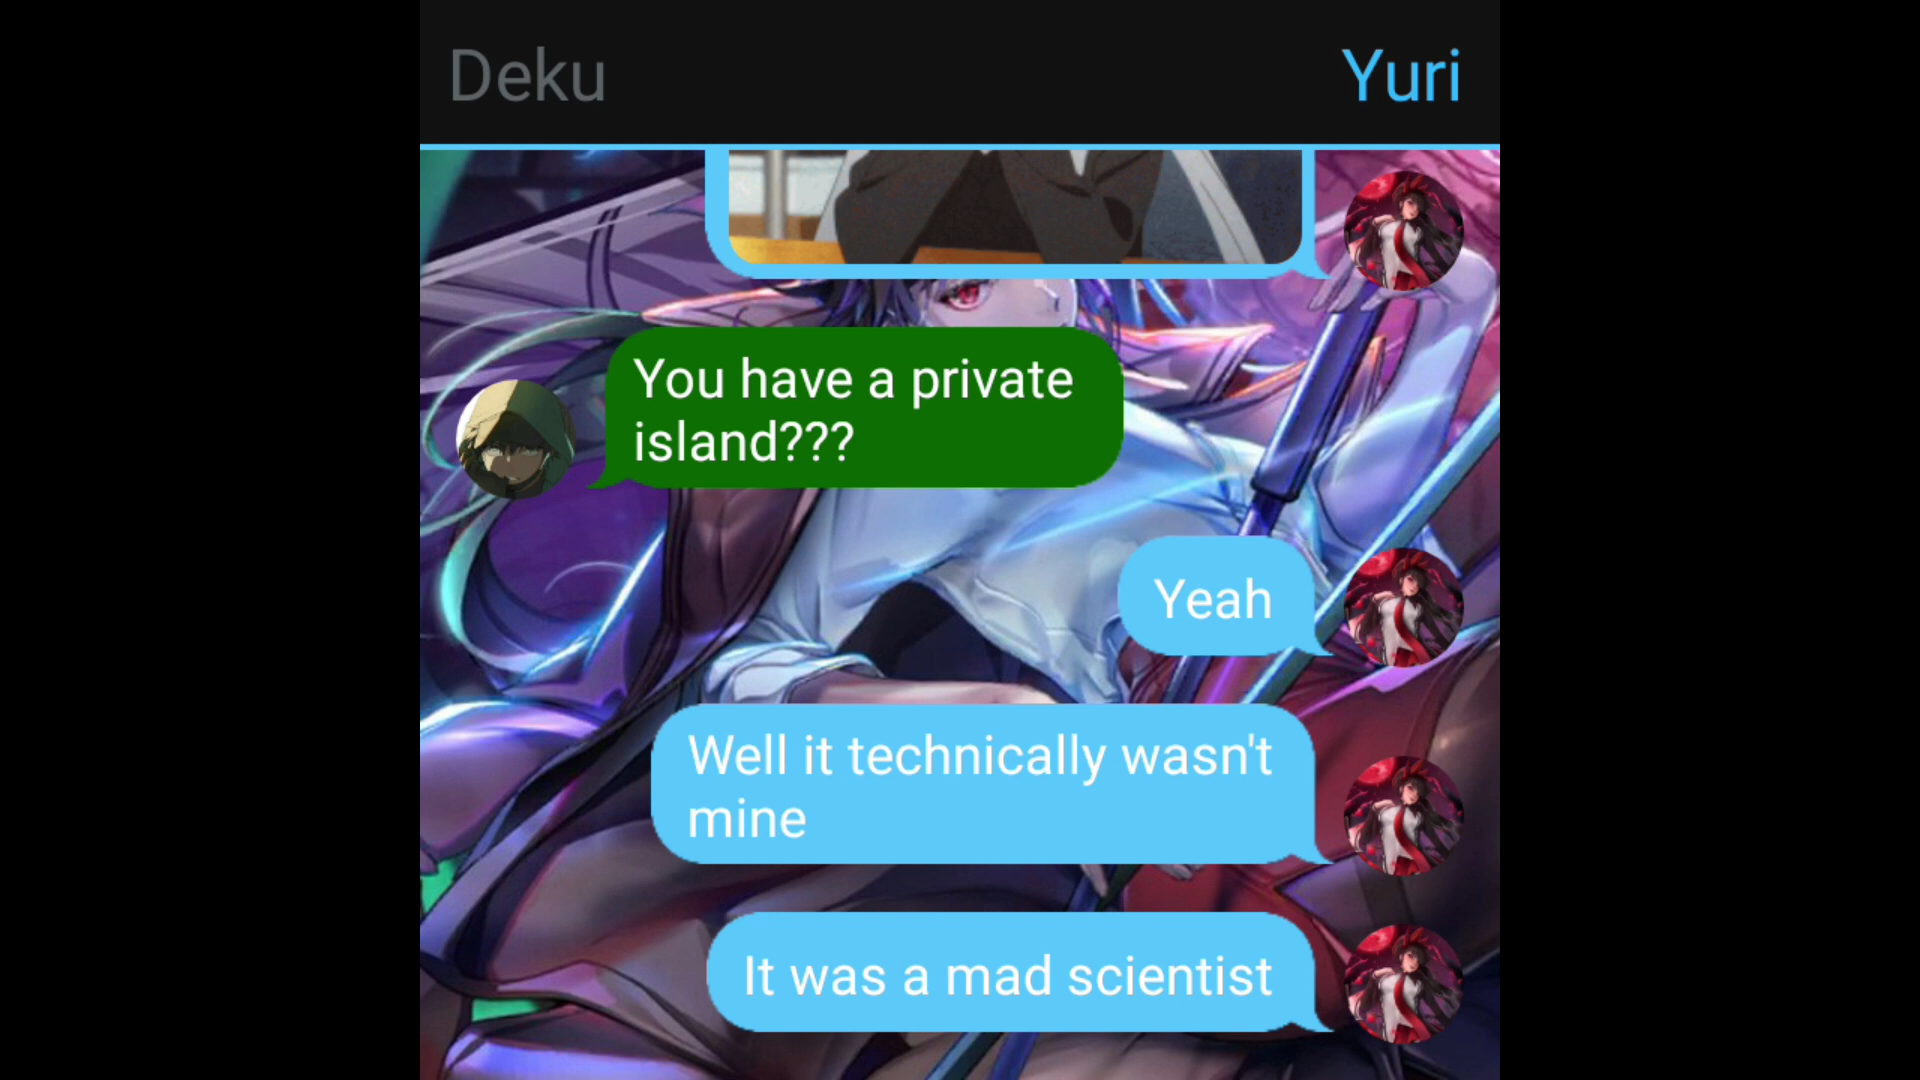 Deku
Yuri
You have a private
island???
Yeah
Well it technically wasn't
mine
It was a mad scientist